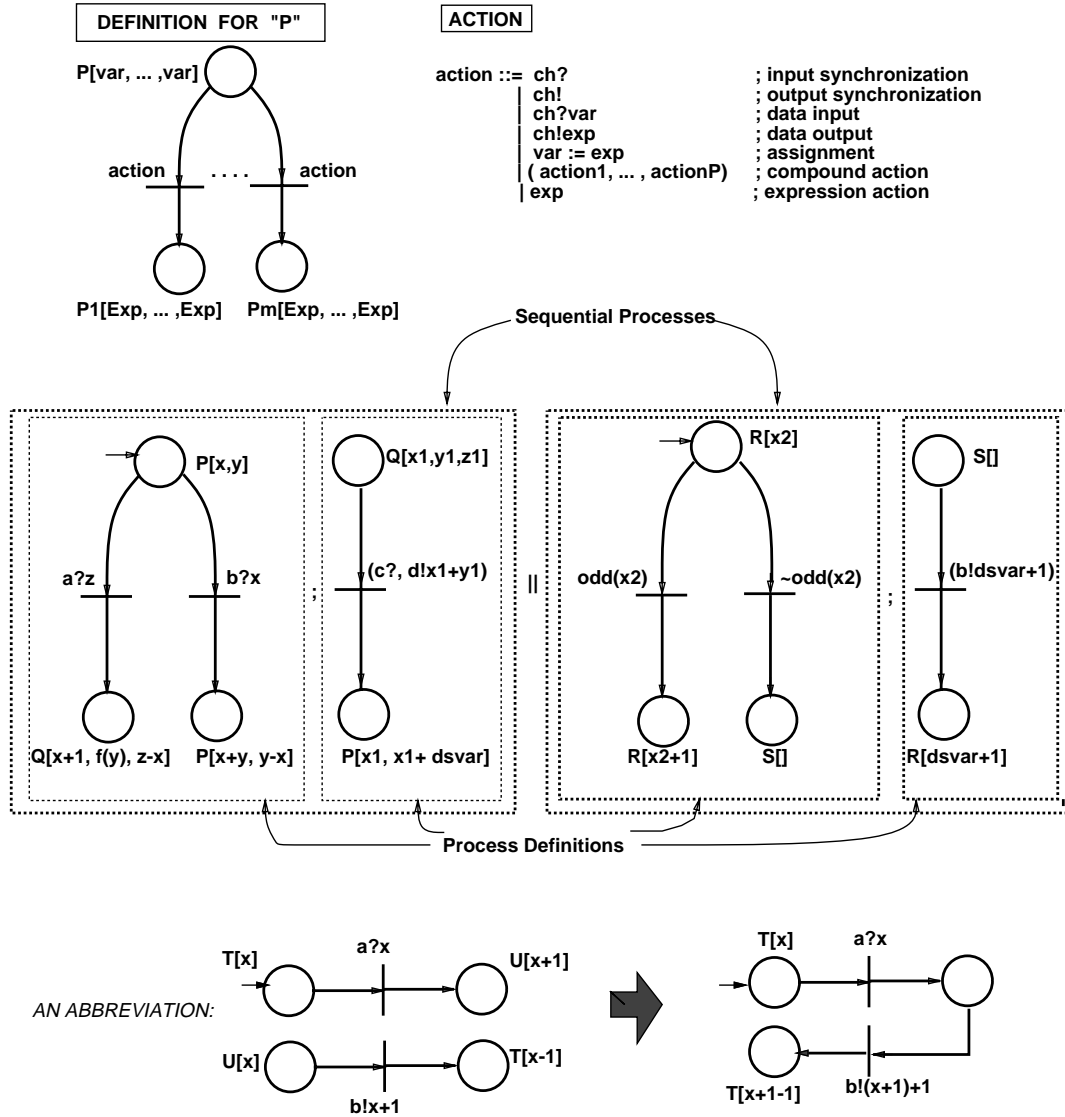 DEFINITION FOR "P"
ACTION
P[var, ... ,var]
action . . . . action
P1[Exp, ... ,Exp] Pm[Exp, ... ,Exp]
action ::= ch? ; input synchronization
| ch! ; output synchronization
| ch?var ; data input
| ch!exp ; data output
| var := exp ; assignment
| ( action1, ... , actionP) ; compound action
| exp ; expression action
Sequential Processes
P[x,y]
a?z b?x
Q[x+1, f(y), z-x] P[x+y, y-x]
;
Q[x1,y1,z1]
(c?, d!x1+y1)
P[x1, x1+ dsvar]
||
R[x2]
odd(x2) ~odd(x2)
R[x2+1] S[]
;
S[]
(b!dsvar+1)
R[dsvar+1]
Process Definitions
AN ABBREVIATION:
T[x] a?x U[x+1]
U[x] b!x+1 T[x-1]
T[x] a?x
T[x+1-1] b!(x+1)+1